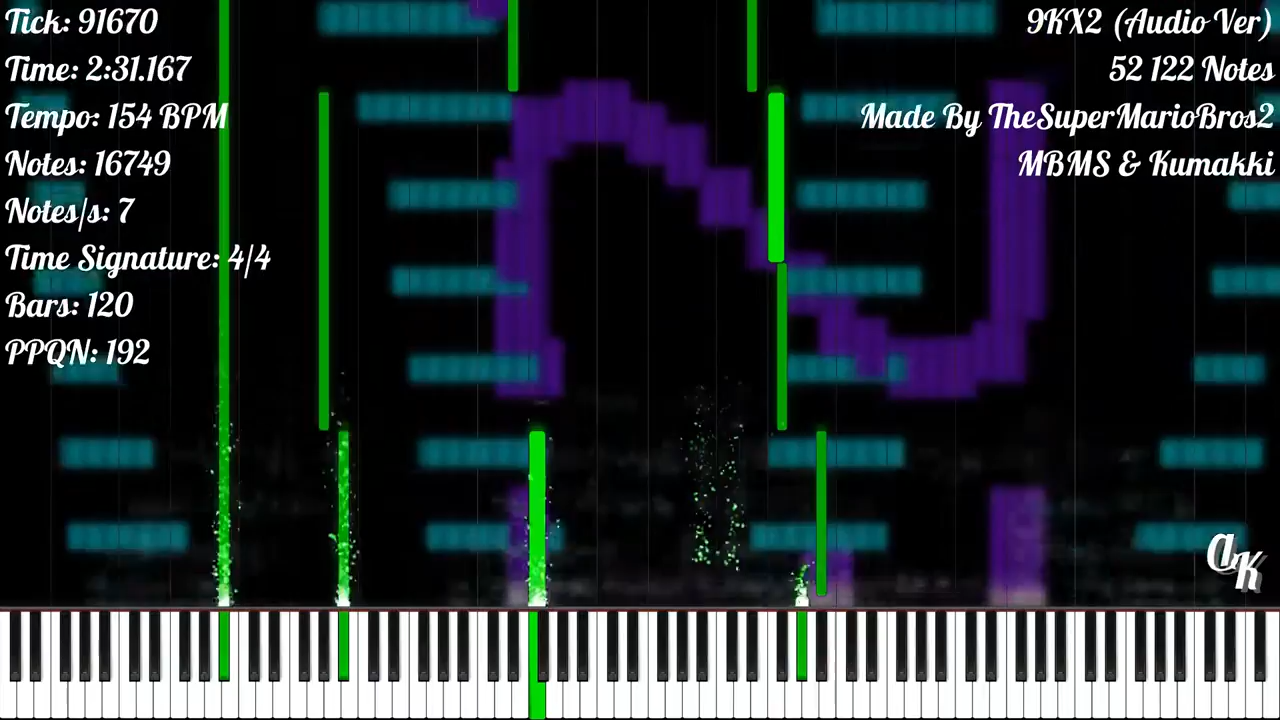 Tick: 91670
Time: 2:31.167
Tempo: 154 BPM
Notes: 16749
Notes/s: 7
Time Signature: 4/4
Bars: 120
PPQN: 192
9KX2 (Audio Ver)
52 122 Notes
Made By TheSuperMarioBros2
MBMS & Kumakki
aK